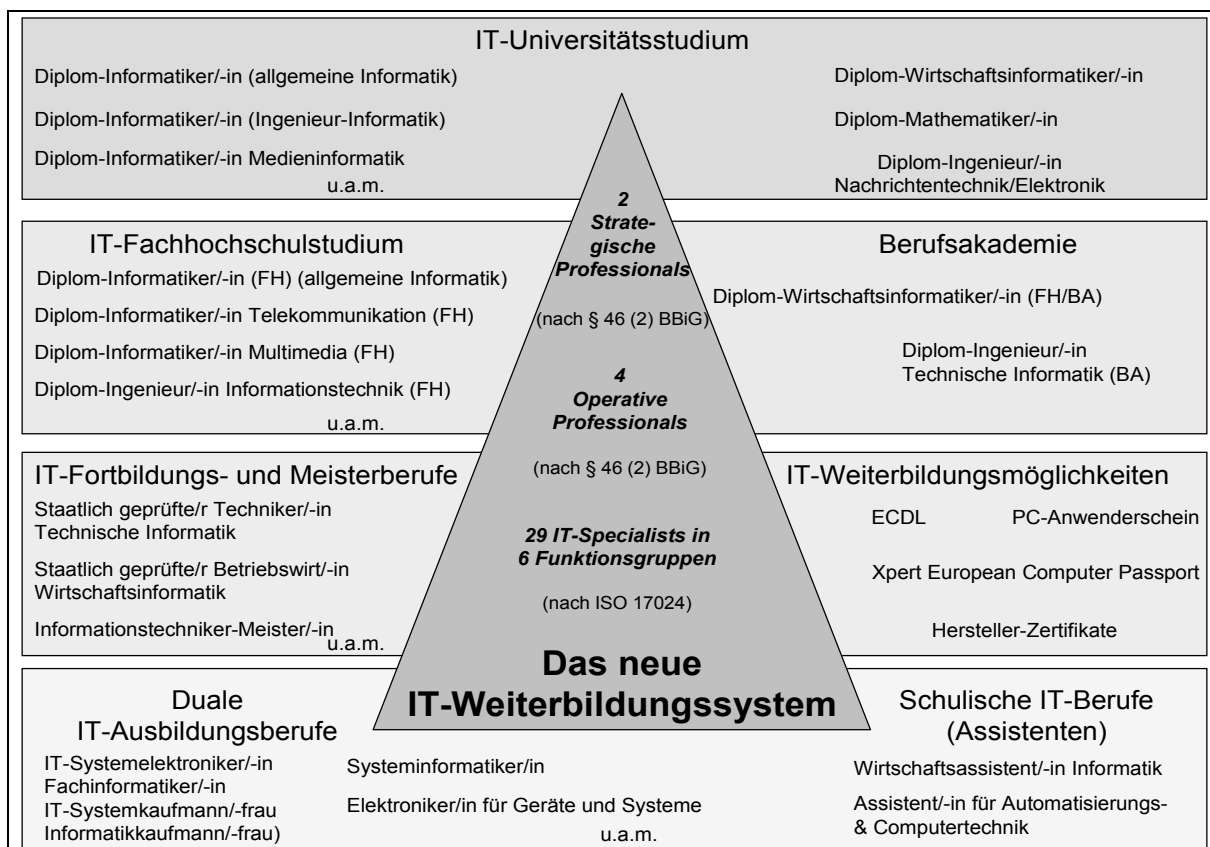 IT-Universitätsstudium
Diplom-Informatiker/-in (allgemeine Informatik)
Diplom-Informatiker/-in (Ingenieur-Informatik)
Diplom-Informatiker/-in Medieninformatik
u.a.m.
Diplom-Wirtschaftsinformatiker/-in
Diplom-Mathematiker/-in
Diplom-Ingenieur/-in
Nachrichtentechnik/Elektronik
2
Strate-
gische
Professionals
(nach § 46 (2) BBiG)
4
Operative
Professionals
(nach § 46 (2) BBiG)
29 IT-Specialists in
6 Funktionsgruppen
(nach ISO 17024)
Das neue
IT-Weiterbildungssystem
IT-Fachhochschulstudium
Diplom-Informatiker/-in (FH) (allgemeine Informatik)
Diplom-Informatiker/-in Telekommunikation (FH)
Diplom-Informatiker/-in Multimedia (FH)
Diplom-Ingenieur/-in Informationstechnik (FH)
u.a.m.
Berufsakademie
Diplom-Wirtschaftsinformatiker/-in (FH/BA)
Diplom-Ingenieur/-in
Technische Informatik (BA)
IT-Fortbildungs- und Meisterberufe
Staatlich geprüfte/r Techniker/-in
Technische Informatik
Staatlich geprüfte/r Betriebswirt/-in
Wirtschaftsinformatik
Informationstechniker-Meister/-in
u.a.m.
IT-Weiterbildungsmöglichkeiten
ECDL PC-Anwenderschein
Xpert European Computer Passport
Hersteller-Zertifikate
Duale
IT-Ausbildungsberufe
IT-Systemelektroniker/-in
Fachinformatiker/-in
IT-Systemkaufmann/-frau
Informatikkaufmann/-frau)
Systeminformatiker/in
Elektroniker/in für Geräte und Systeme
u.a.m.
Schulische IT-Berufe
(Assistenten)
Wirtschaftsassistent/-in Informatik
Assistent/-in für Automatisierungs-
& Computertechnik